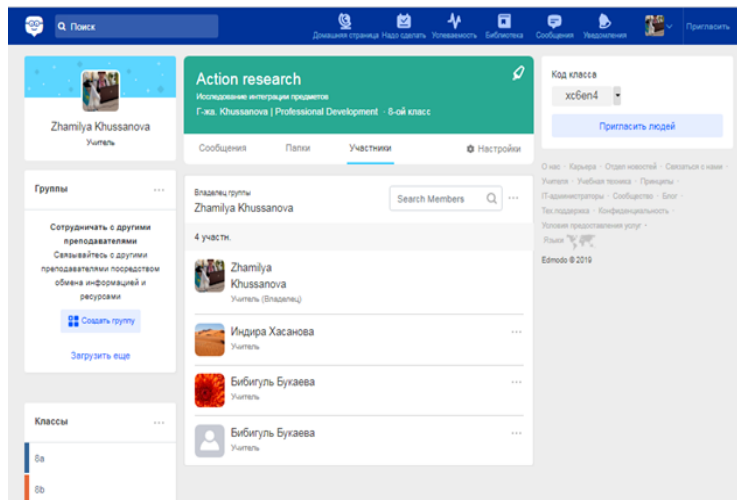 Поиск
Домашняя страница
Надо сделать
Успеваемость
Библиотека
Сообщения
Уведомления
Пригласить
Zhamilya Khussanova
Учитель
Группы
Сотрудничать с другими
преподавателями
Связывайтесь с другими
преподавателями посредством
обмена информацией и
ресурсами
Создать группу
Загрузить еще
Классы
8a
8b
Action research
Исследование интеграции предметов
Г-жа. Khussanova | Professional Development · 6-ой класс
Сообщения
Папки
Участники
Настройки
Владелец группы
Zhamilya Khussanova
Search Members
4 участн.
Zhamilya
Khussanova
Учитель (Владелец)
Индира Хасанова
Учитель
Бибигуль Букаева
Учитель
Бибигуль Букаева
Учитель
Код класса
xc6en4
Пригласить людей
О нас · Карьера · Отдел новостей · Связаться с нами ·
Учителя · Учебная техника · Принципы ·
IT-администраторы · Сообщество · Блог ·
Тех.поддержка · Конфиденциальность ·
Условия предоставления услуг ·
Языки
Edmodo © 2019